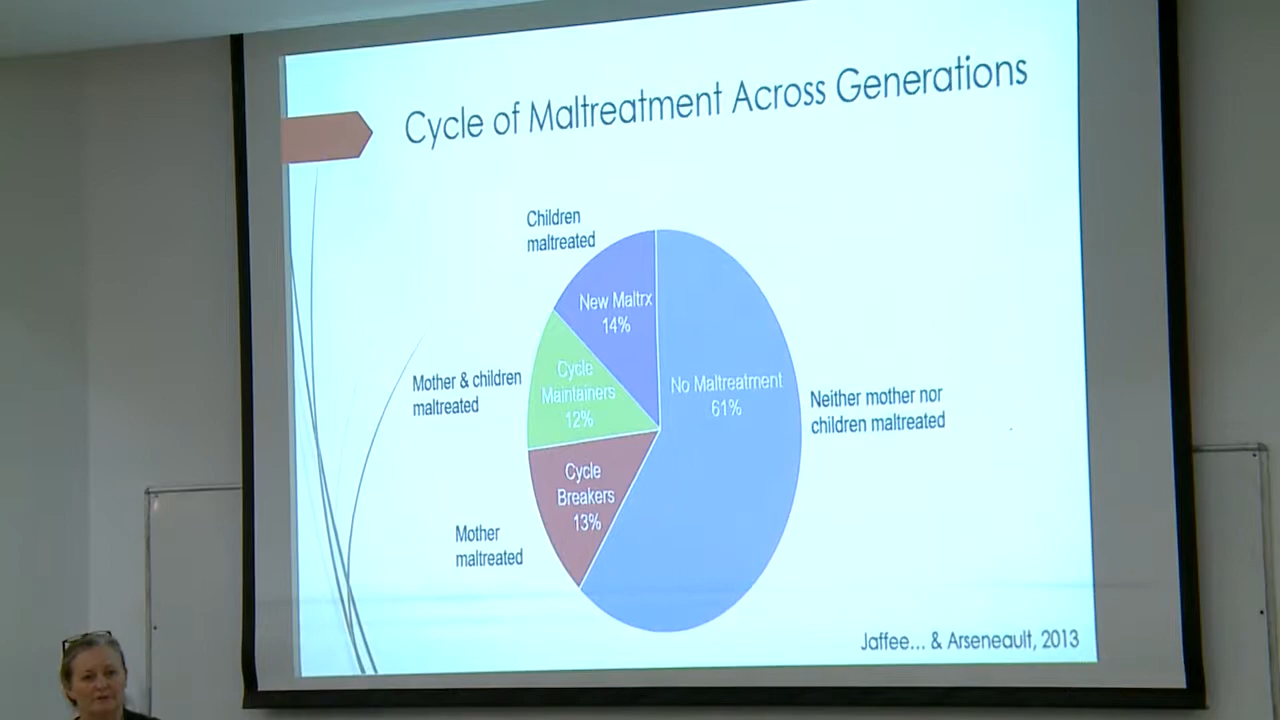 Cycle of Maltreatment Across Generations
Children
maltreated
New Maltrx
14%
Cycle
Maintainers
12%
Mother & children
maltreated
No Maltreatment
61%
Neither mother nor
children maltreated
Cycle
Breakers
13%
Mother
maltreated
Jaffee... & Arseneault, 2013